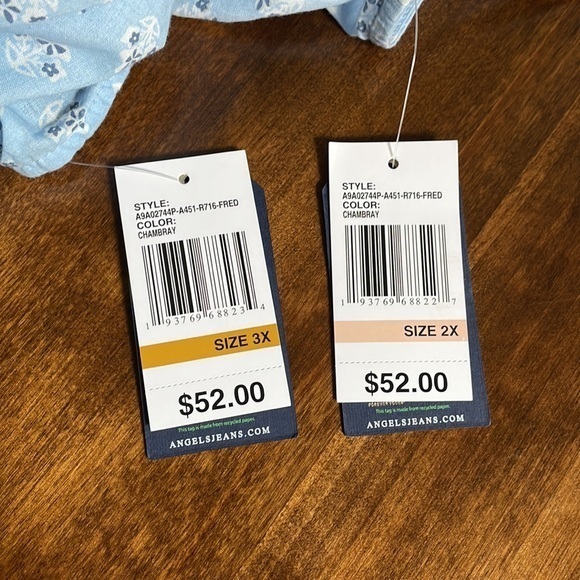 STYLE:
A9A02744P-A451-R716-FRED
COLOR:
CHAMBRAY
1 93769 68823 4
SIZE 3X
$52.00
This tag is made from recycled paper.
ANGELSJEANS.COM
STYLE:
A9A02744P-A451-R716-FRED
COLOR:
CHAMBRAY
1 93769 68822 7
SIZE 2X
$52.00
FOREVER YOUNG
This tag is made from recycled paper.
ANGELSJEANS.COM